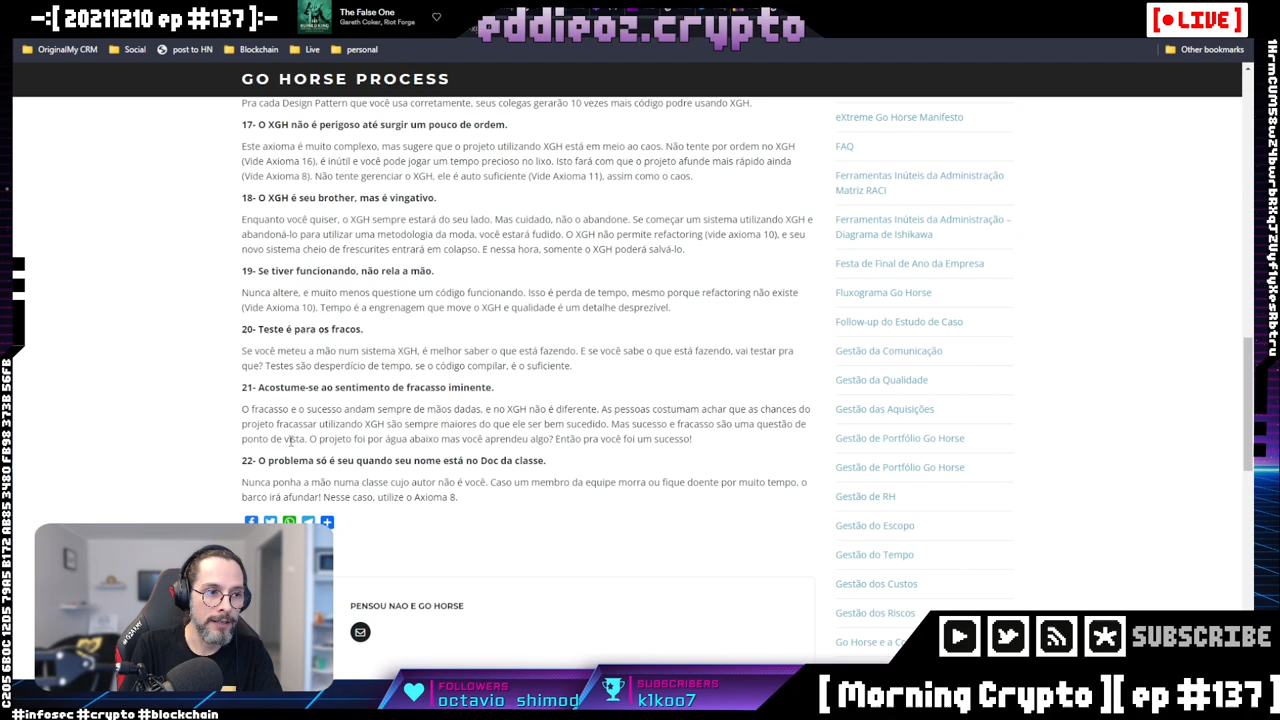 -:[ 20211210 ep #137 ]:-
The False One
Gareth Coker, Riot Forge
eddieoz.crypto
[● LIVE]
OriginalMy CRM
Social
post to HN
Blockchain
Live
personal
Other bookmarks
GO HORSE PROCESS
Pra cada Design Pattern que você usa corretamente, seus colegas gerarão 10 vezes mais código podre usando XGH.
17- O XGH não é perigoso até surgir um pouco de ordem.
Este axioma é muito complexo, mas sugere que o projeto utilizando XGH está em meio ao caos. Não tente por ordem no XGH
(Vide Axioma 16), é inútil e você pode jogar um tempo precioso no lixo. Isto fará com que o projeto afunde mais rápido ainda
(Vide Axioma 8). Não tente gerenciar o XGH, ele é auto suficiente (Vide Axioma 11), assim como o caos.
18- O XGH é seu brother, mas é vingativo.
Enquanto você quiser, o XGH sempre estará do seu lado. Mas cuidado, não o abandone. Se começar um sistema utilizando XGH e
abandoná-lo para utilizar uma metodologia da moda, você estará fudido. O XGH não permite refactoring (vide axioma 10), e seu
novo sistema cheio de frescurites entrará em colapso. E nessa hora, somente o XGH poderá salvá-lo.
19- Se tiver funcionando, não rela a mão.
Nunca altere, e muito menos questione um código funcionando. Isso é perda de tempo, mesmo porque refactoring não existe
(Vide Axioma 10). Tempo é a engrenagem que move o XGH e qualidade é um detalhe desprezível.
20- Teste é para os fracos.
Se você meteu a mão num sistema XGH, é melhor saber o que está fazendo. E se você sabe o que está fazendo, vai testar pra
que? Testes são desperdício de tempo, se o código compilar, é o suficiente.
21- Acostume-se ao sentimento de fracasso iminente.
O fracasso e o sucesso andam sempre de mãos dadas, e no XGH não é diferente. As pessoas costumam achar que as chances do
projeto fracassar utilizando XGH são sempre maiores do que ele ser bem sucedido. Mas sucesso e fracasso são uma questão de
ponto de vista. O projeto foi por água abaixo mas você aprendeu algo? Então pra você foi um sucesso!
22- O problema só é seu quando seu nome está no Doc da classe.
Nunca ponha a mão numa classe cujo autor não é você. Caso um membro da equipe morra ou fique doente por muito tempo, o
barco irá afundar! Nesse caso, utilize o Axioma 8.
PENSOU NAO E GO HORSE
eXtreme Go Horse Manifesto
FAQ
Ferramentas Inúteis da Administração
Matriz RACI
Ferramentas Inúteis da Administração –
Diagrama de Ishikawa
Festa de Final de Ano da Empresa
Fluxograma Go Horse
Follow-up do Estudo de Caso
Gestão da Comunicação
Gestão da Qualidade
Gestão das Aquisições
Gestão de Portfólio Go Horse
Gestão de Portfólio Go Horse
Gestão de RH
Gestão do Escopo
Gestão do Tempo
Gestão dos Custos
Gestão dos Riscos
Go Horse e a
SUBSCRIBE
FOLLOWERS
octavio_shimod
SUBSCRIBERS
k1koo7
[ Morning Crypto ][ ep #137 ]
#infosec #crypto #blockchain